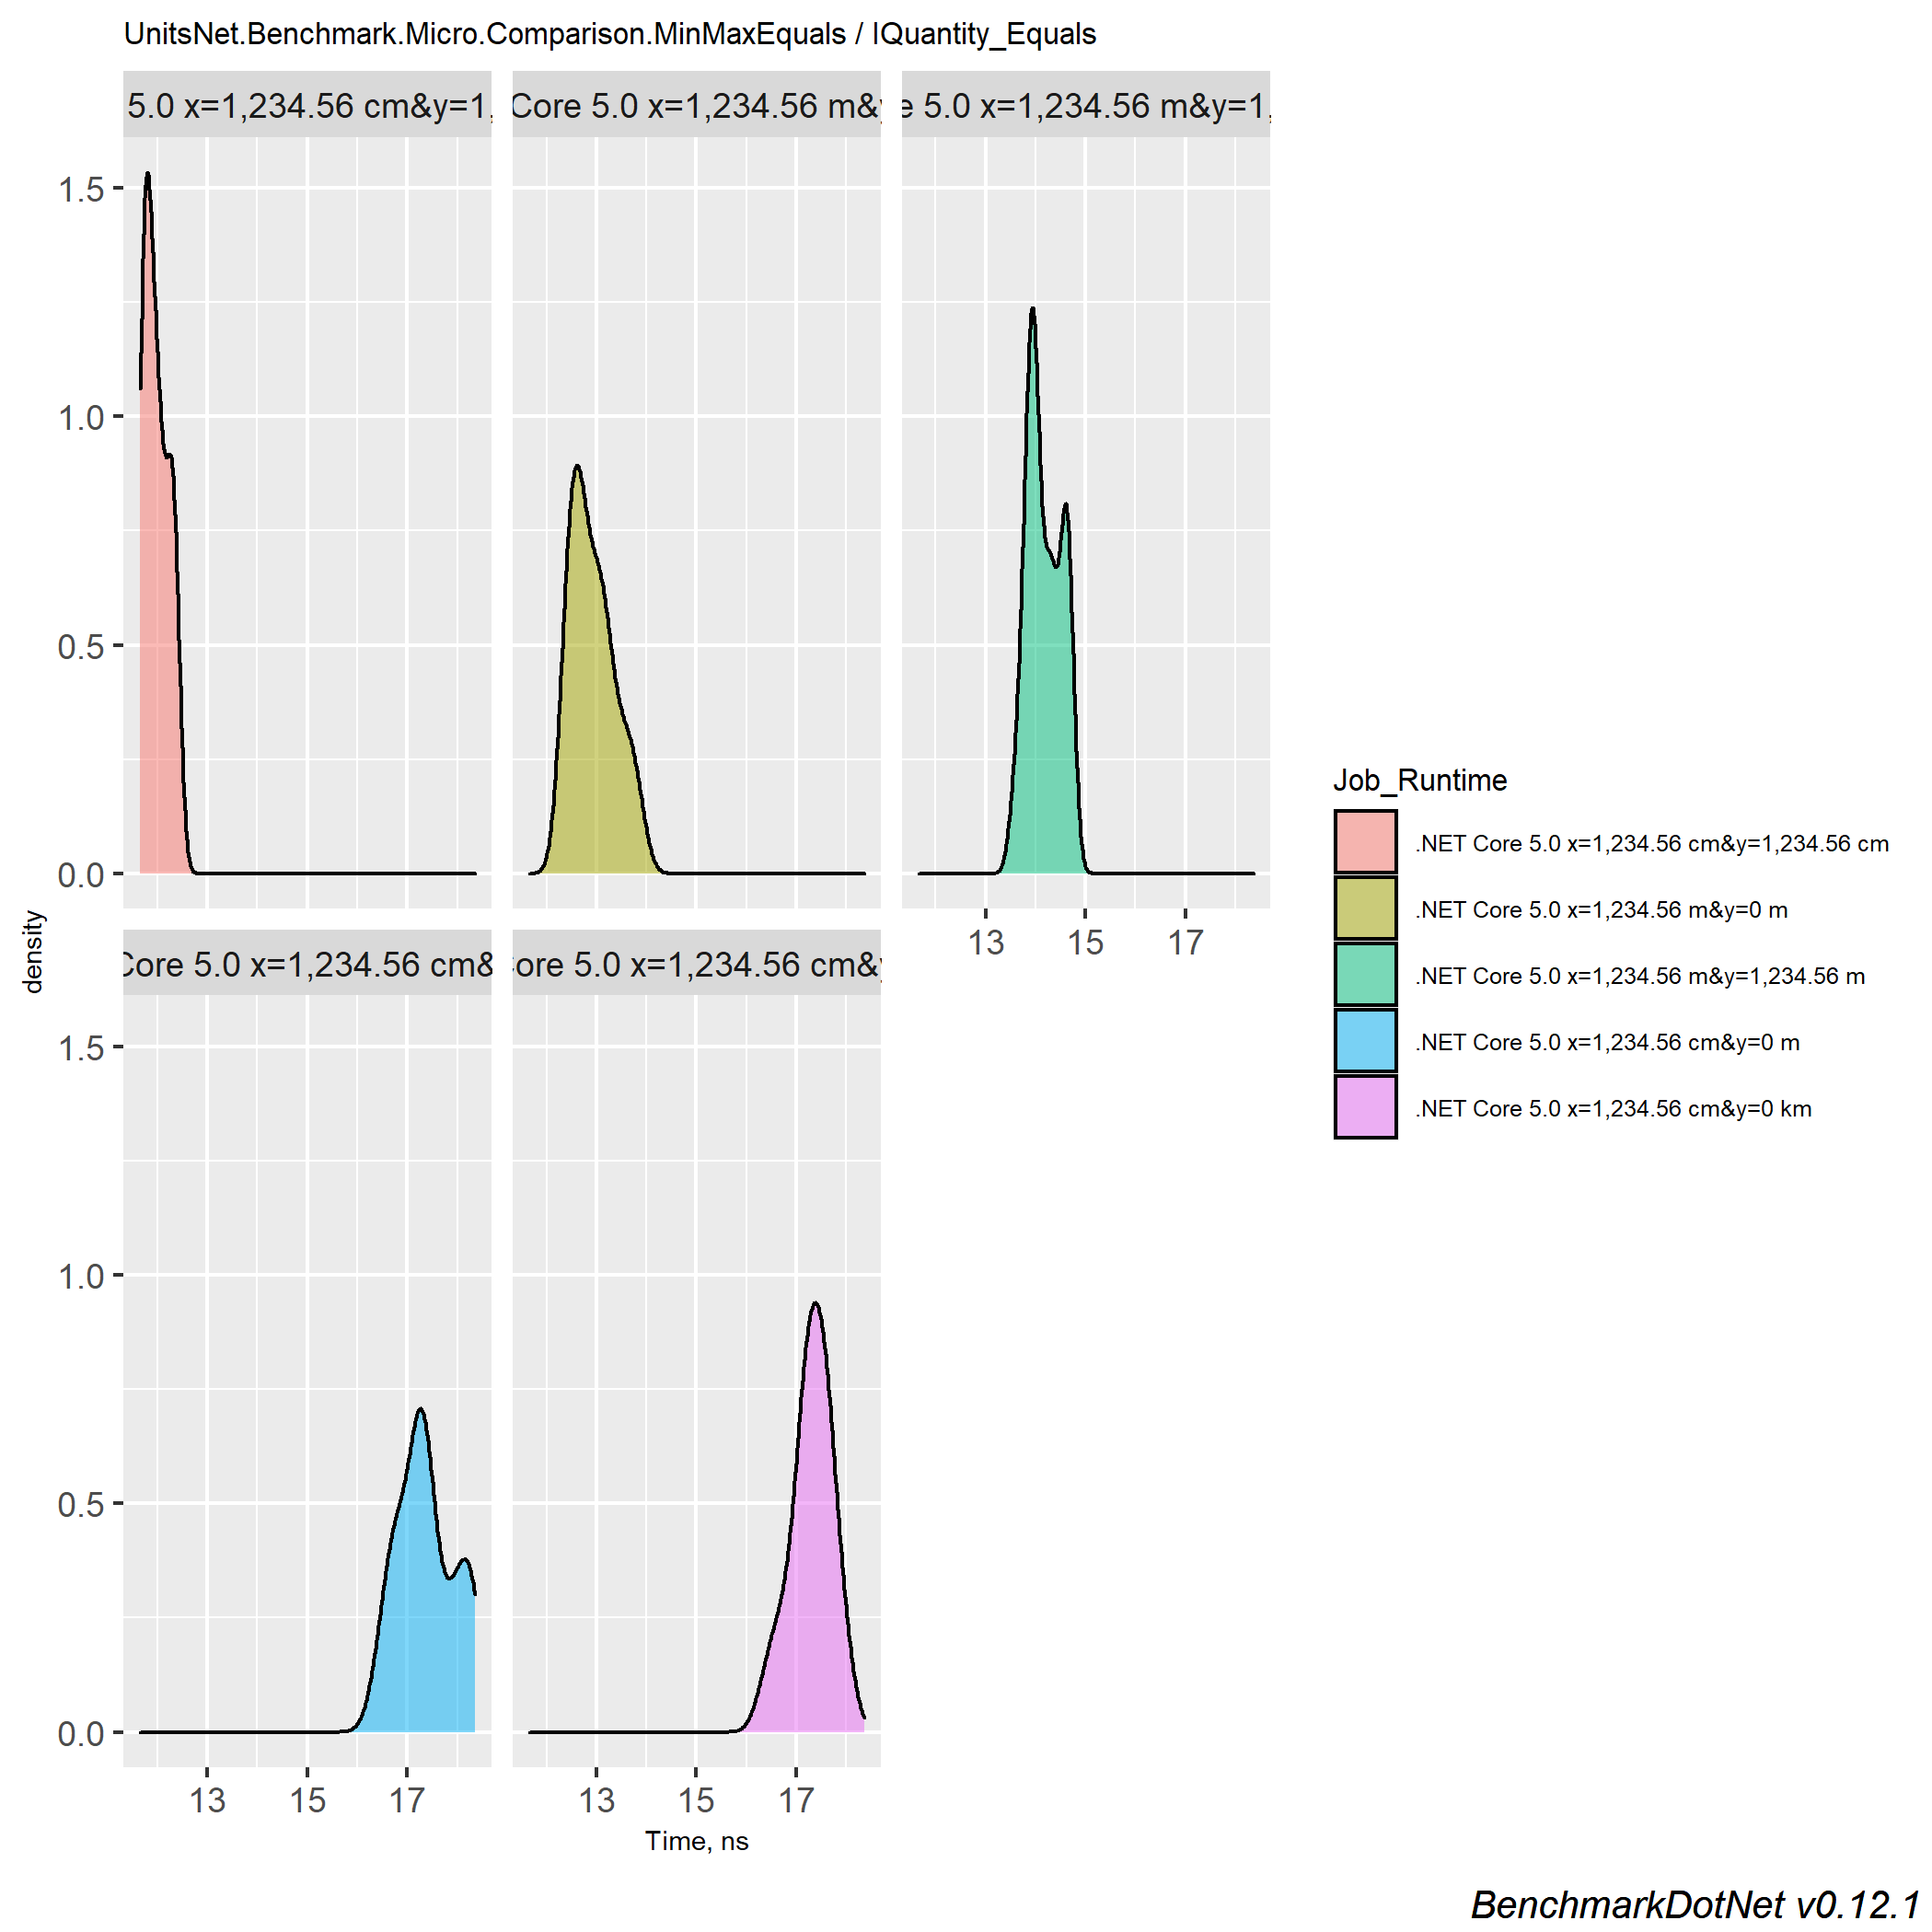 UnitsNet.Benchmark.Micro.Comparison.MinMaxEquals / IQuantity_Equals
5.0 x=1,234.56 cm&y=1,
Core 5.0 x=1,234.56 m&y
e 5.0 x=1,234.56 m&y=1,
1.5
1.0
0.5
0.0
13 15 17
density
Core 5.0 x=1,234.56 cm&
Core 5.0 x=1,234.56 cm&y
1.5
1.0
0.5
0.0
13 15 17
13 15 17
Time, ns
Job_Runtime
.NET Core 5.0 x=1,234.56 cm&y=1,234.56 cm
.NET Core 5.0 x=1,234.56 m&y=0 m
.NET Core 5.0 x=1,234.56 m&y=1,234.56 m
.NET Core 5.0 x=1,234.56 cm&y=0 m
.NET Core 5.0 x=1,234.56 cm&y=0 km
BenchmarkDotNet v0.12.1